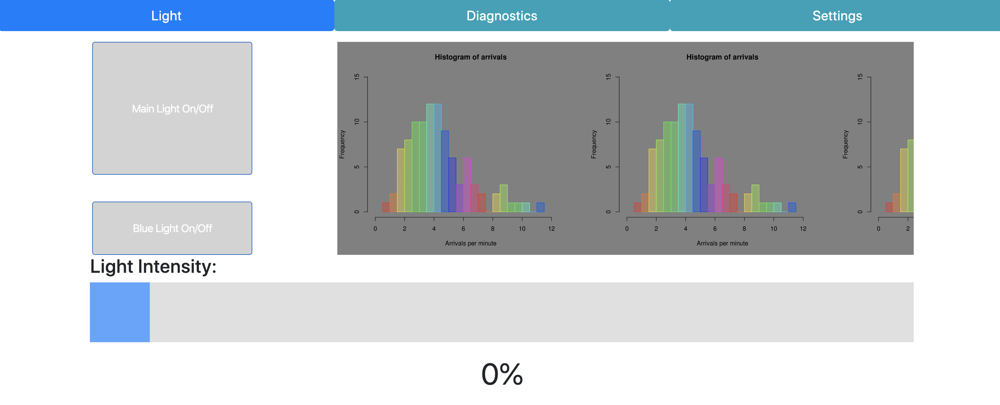 Light
Diagnostics
Settings
Main Light On/Off
Blue Light On/Off
Histogram of arrivals
Frequency
15
10
5
0
0 2 4 6 8 10 12
Arrivals per minute
Histogram of arrivals
Frequency
15
10
5
0
0 2 4 6 8 10 12
Arrivals per minute
Frequency
15
10
5
0
0 2
Light Intensity:
0%